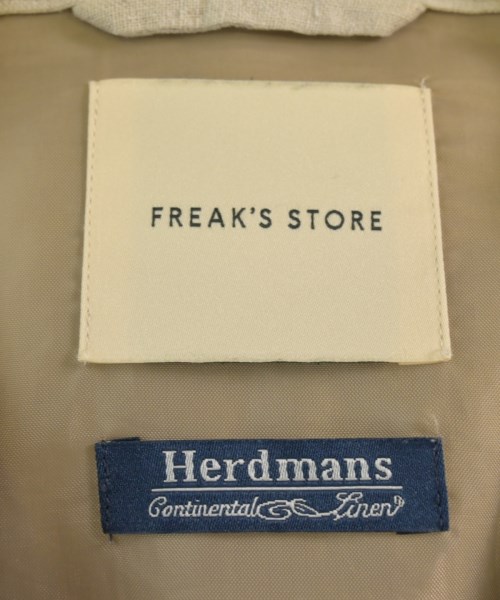 FREAK'S STORE
Herdmans
Continental Linen®